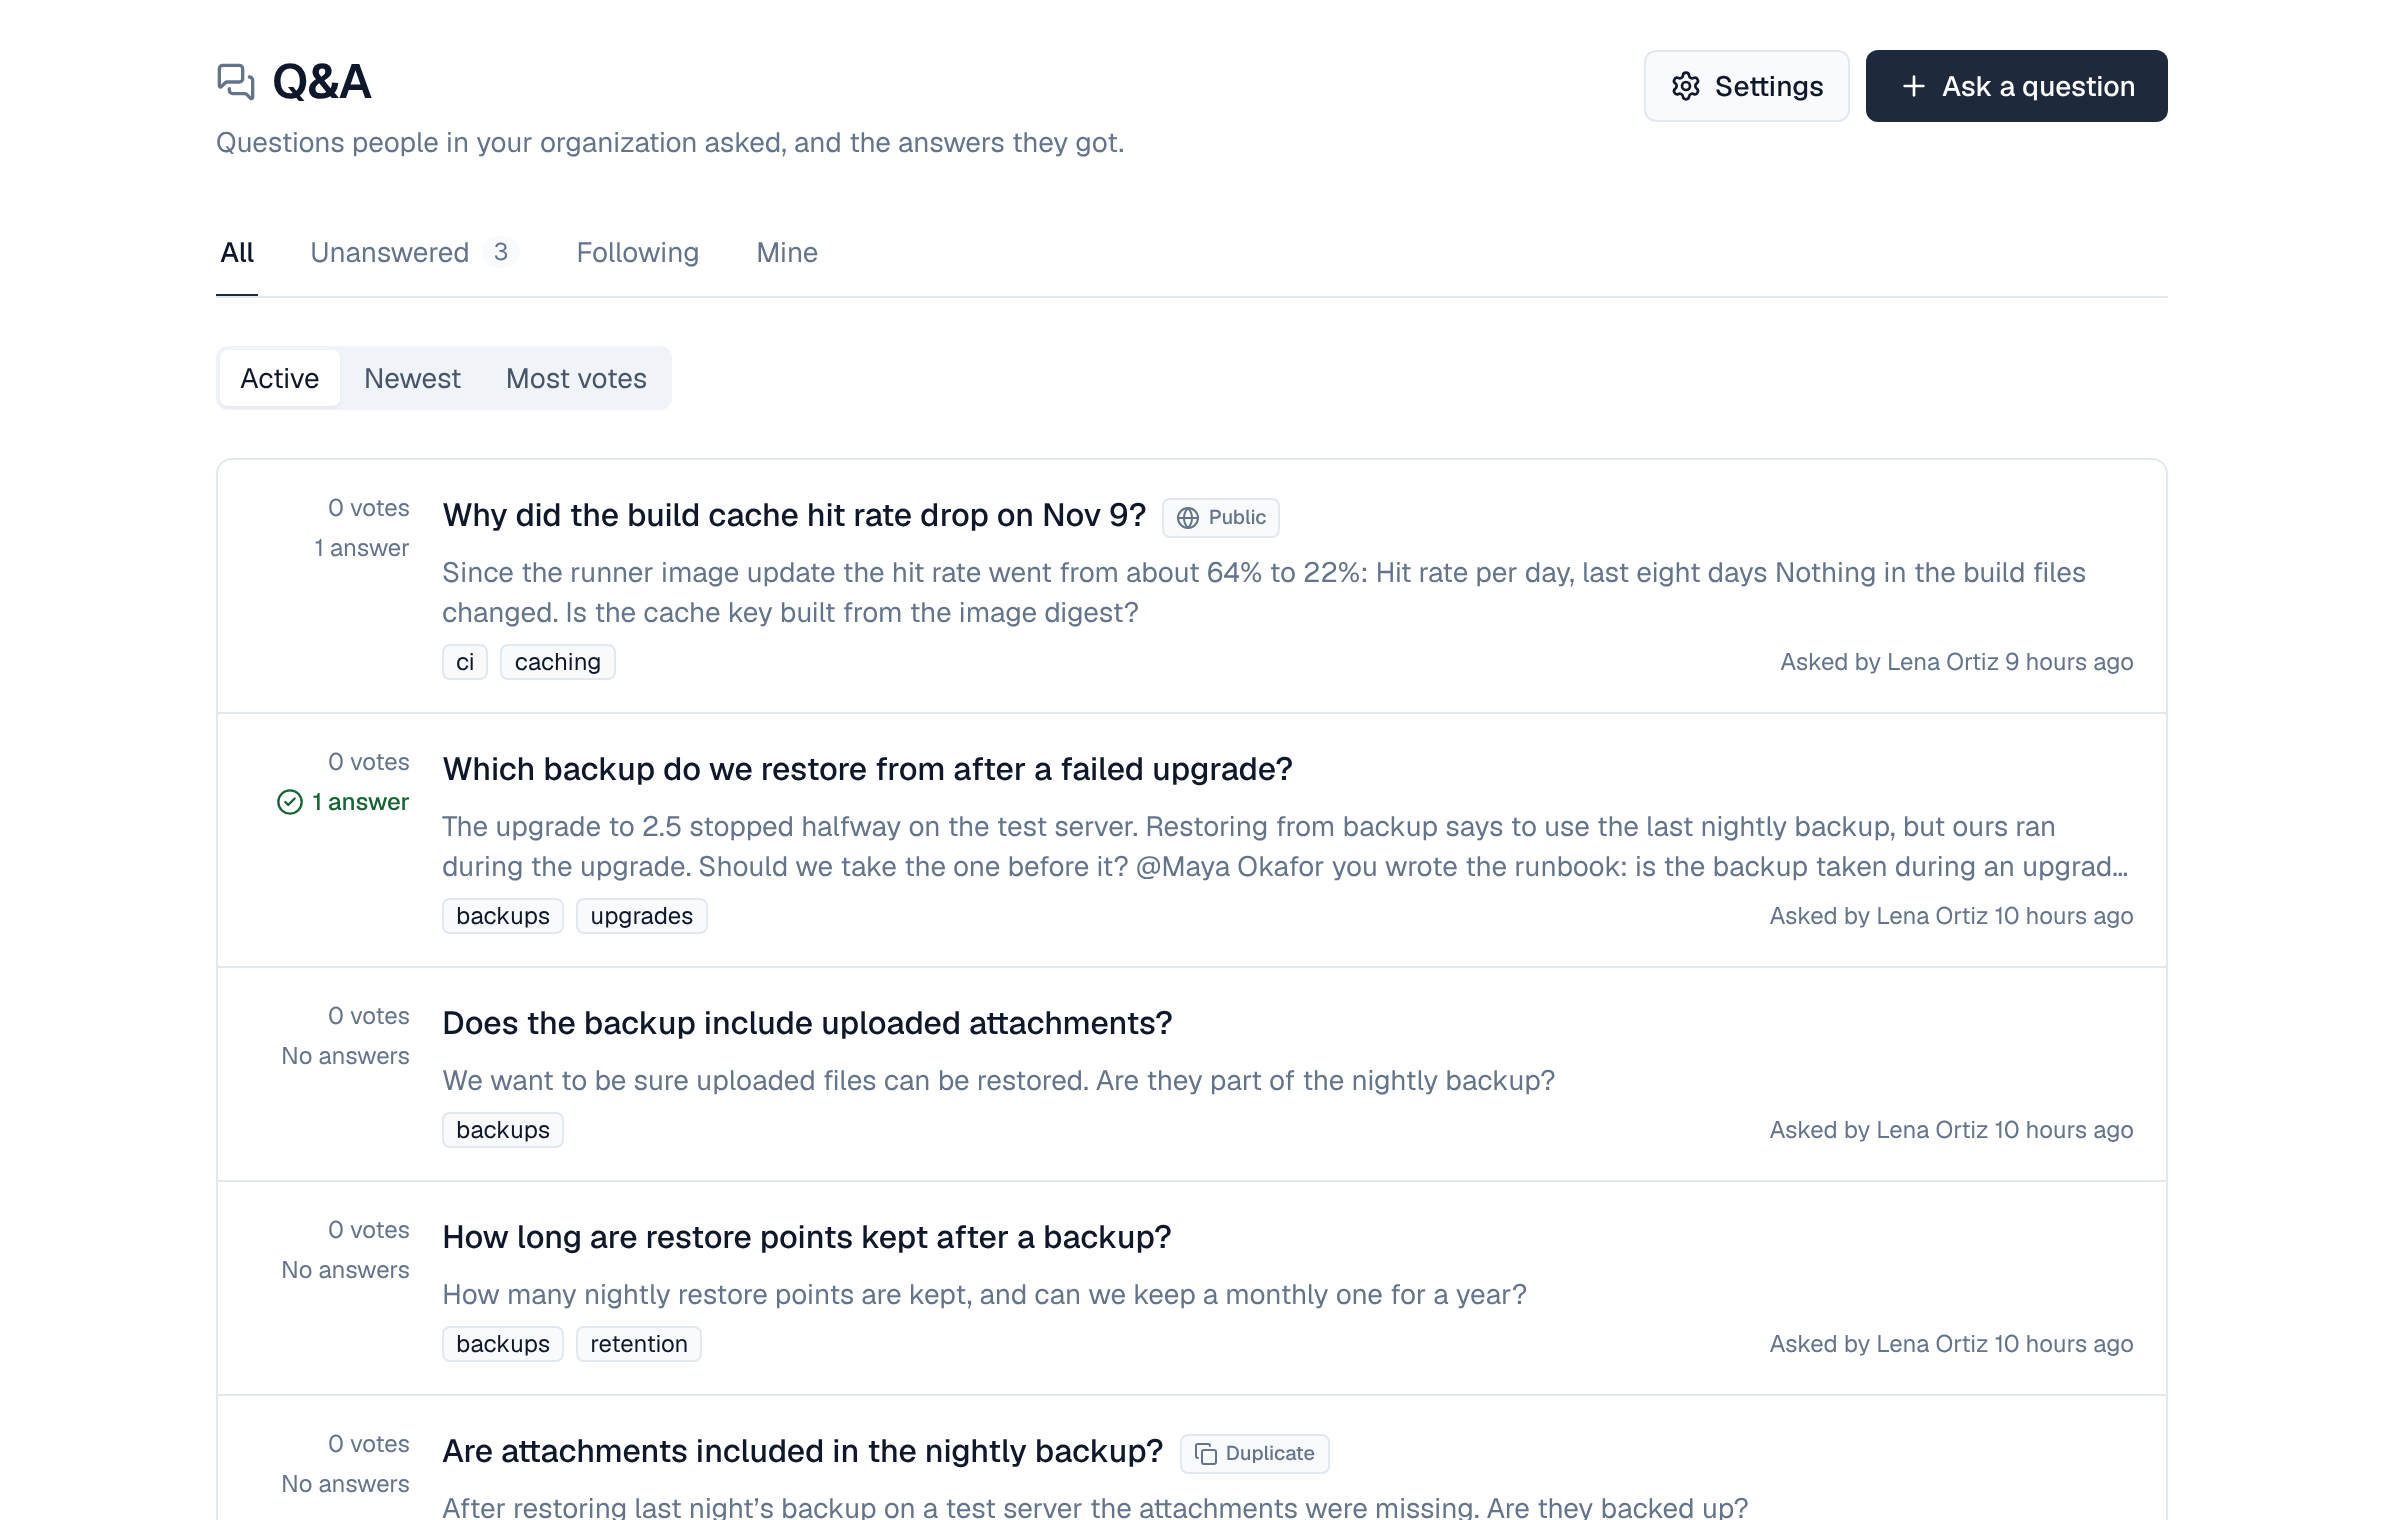 Q&A
Settings
Ask a question
Questions people in your organization asked, and the answers they got.
All
Unanswered 3
Following
Mine
Active
Newest
Most votes
0 votes
1 answer
Why did the build cache hit rate drop on Nov 9?
Public
Since the runner image update the hit rate went from about 64% to 22%: Hit rate per day, last eight days Nothing in the build files
changed. Is the cache key built from the image digest?
ci
caching
Asked by Lena Ortiz 9 hours ago
0 votes
1 answer
Which backup do we restore from after a failed upgrade?
The upgrade to 2.5 stopped halfway on the test server. Restoring from backup says to use the last nightly backup, but ours ran
during the upgrade. Should we take the one before it? @Maya Okafor you wrote the runbook: is the backup taken during an upgrad…
backups
upgrades
Asked by Lena Ortiz 10 hours ago
0 votes
No answers
Does the backup include uploaded attachments?
We want to be sure uploaded files can be restored. Are they part of the nightly backup?
backups
Asked by Lena Ortiz 10 hours ago
0 votes
No answers
How long are restore points kept after a backup?
How many nightly restore points are kept, and can we keep a monthly one for a year?
backups
retention
Asked by Lena Ortiz 10 hours ago
0 votes
No answers
Are attachments included in the nightly backup?
Duplicate
After restoring last night’s backup on a test server the attachments were missing. Are they backed up?